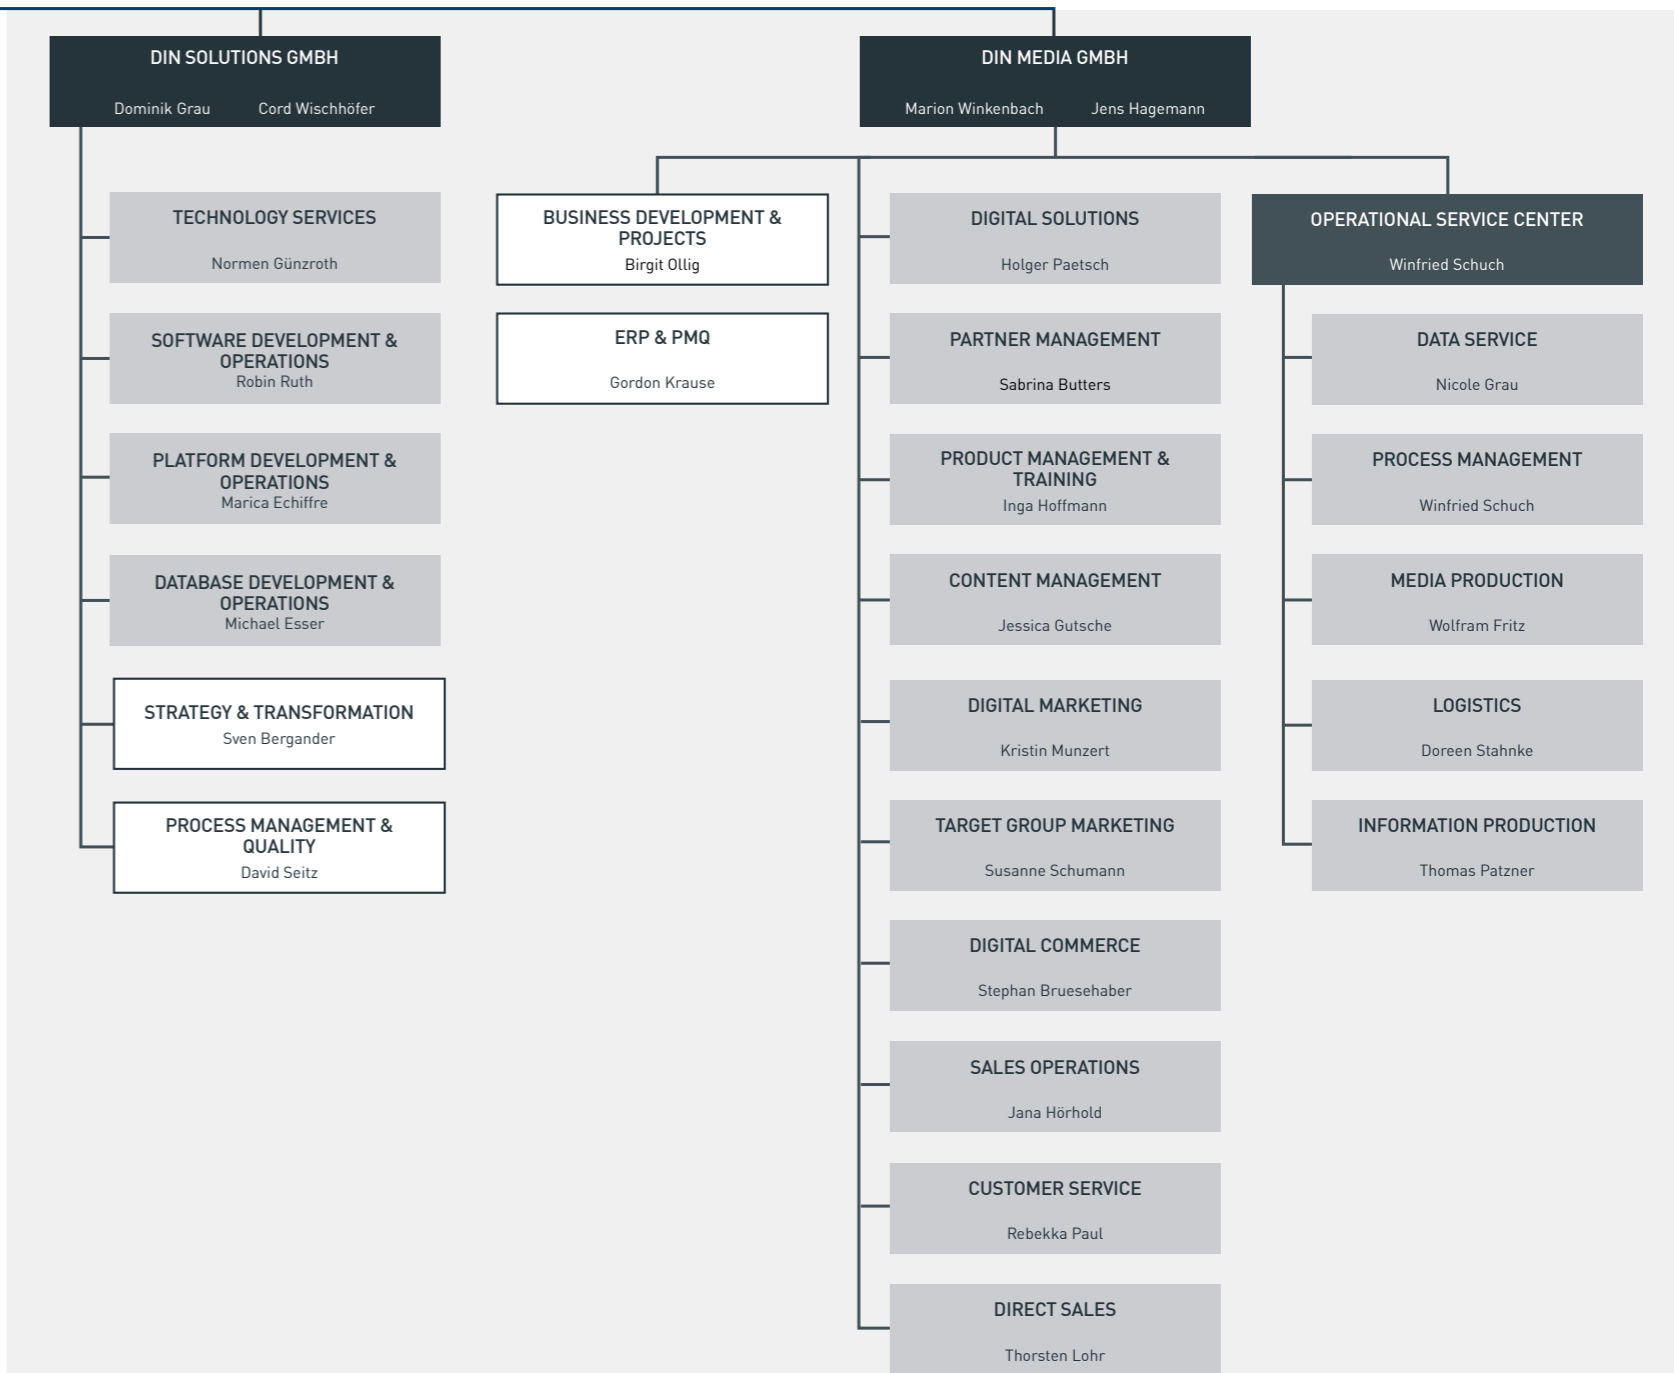 DIN SOLUTIONS GMBH
Dominik Grau Cord Wischhöfer
TECHNOLOGY SERVICES
Normen Günzroth
SOFTWARE DEVELOPMENT &
OPERATIONS
Robin Ruth
PLATFORM DEVELOPMENT &
OPERATIONS
Marica Echiffre
DATABASE DEVELOPMENT &
OPERATIONS
Michael Esser
STRATEGY & TRANSFORMATION
Sven Bergander
PROCESS MANAGEMENT &
QUALITY
David Seitz
DIN MEDIA GMBH
Marion Winkenbach Jens Hagemann
BUSINESS DEVELOPMENT &
PROJECTS
Birgit Ollig
ERP & PMQ
Gordon Krause
DIGITAL SOLUTIONS
Holger Paetsch
PARTNER MANAGEMENT
Sabrina Butters
PRODUCT MANAGEMENT &
TRAINING
Inga Hoffmann
CONTENT MANAGEMENT
Jessica Gutsche
DIGITAL MARKETING
Kristin Munzert
TARGET GROUP MARKETING
Susanne Schumann
DIGITAL COMMERCE
Stephan Bruesehaber
SALES OPERATIONS
Jana Hörhold
CUSTOMER SERVICE
Rebekka Paul
DIRECT SALES
Thorsten Lohr
OPERATIONAL SERVICE CENTER
Winfried Schuch
DATA SERVICE
Nicole Grau
PROCESS MANAGEMENT
Winfried Schuch
MEDIA PRODUCTION
Wolfram Fritz
LOGISTICS
Doreen Stahnke
INFORMATION PRODUCTION
Thomas Patzner